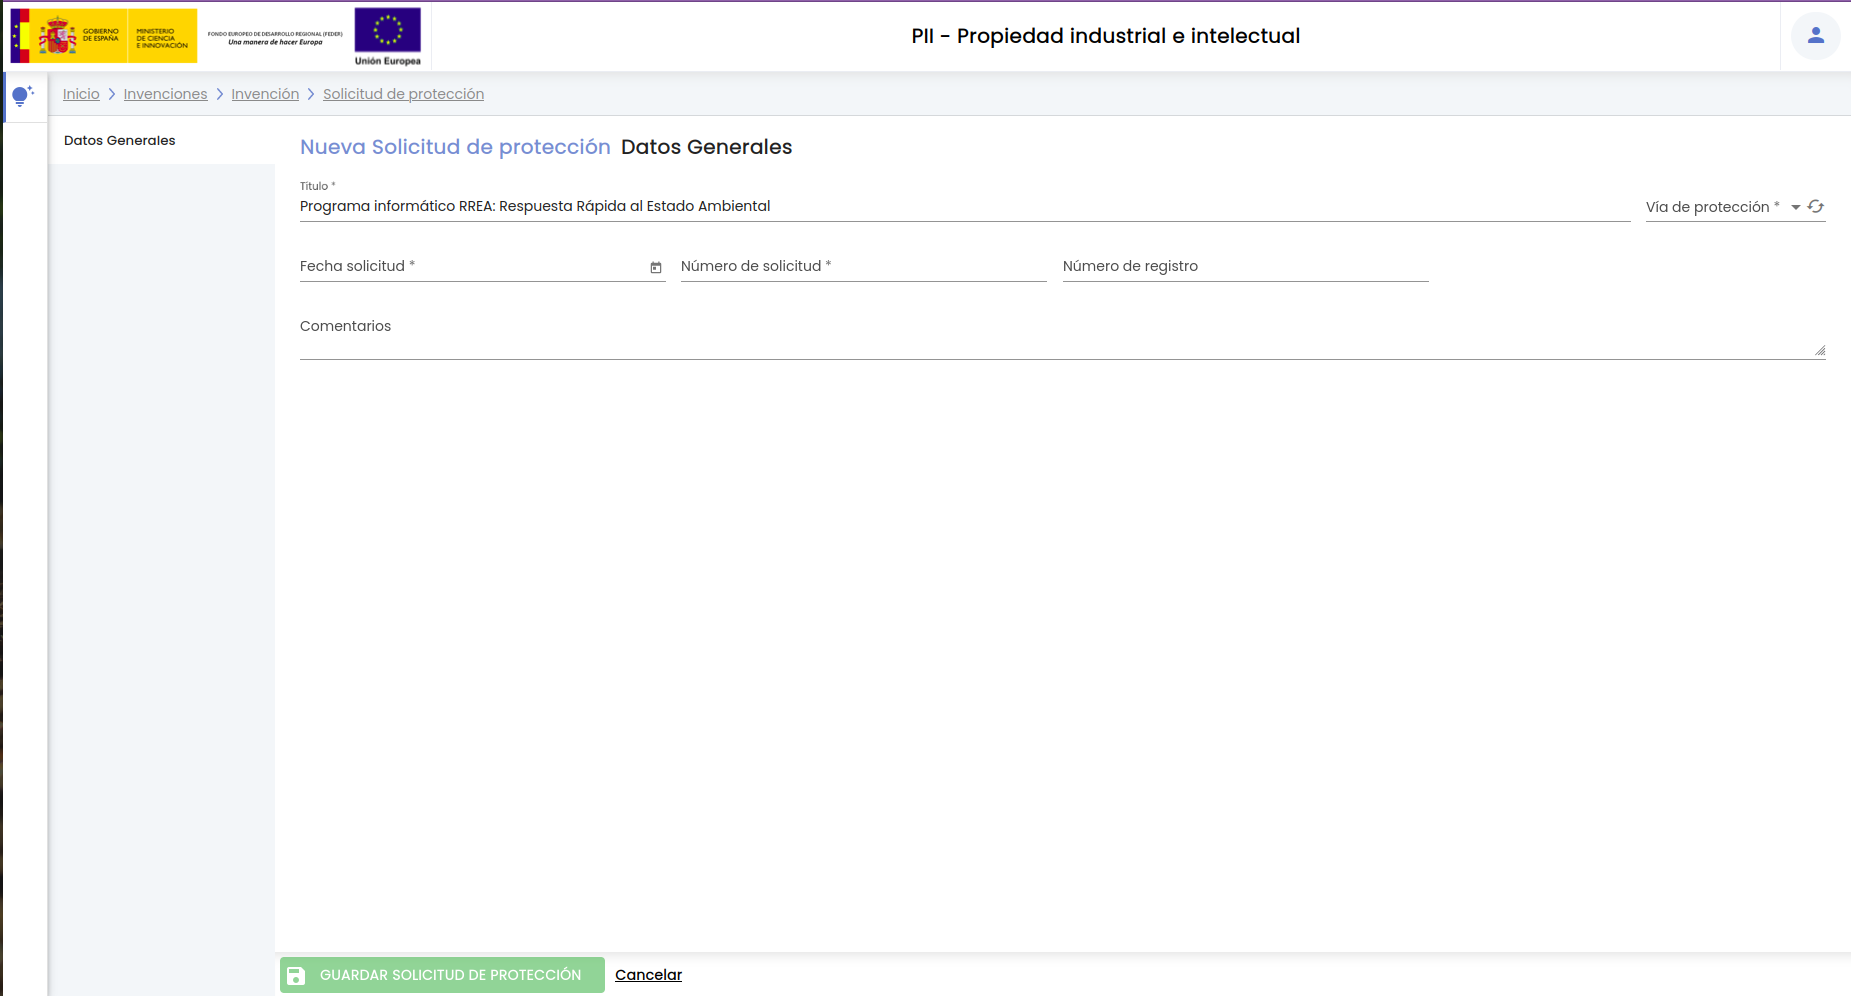 GOBIERNO
DE ESPAÑA
MINISTERIO
DE CIENCIA
E INNOVACIÓN
FONDO EUROPEO DE DESARROLLO REGIONAL (FEDER)
Una manera de hacer Europa
Unión Europea
PII - Propiedad industrial e intelectual
Inicio > Invenciones > Invención > Solicitud de protección
Datos Generales
Nueva Solicitud de protección Datos Generales
Titulo *
Programa informático RREA: Respuesta Rápida al Estado Ambiental
Vía de protección *
Fecha solicitud * Número de solicitud * Número de registro
Comentarios
GUARDAR SOLICITUD DE PROTECCIÓN Cancelar